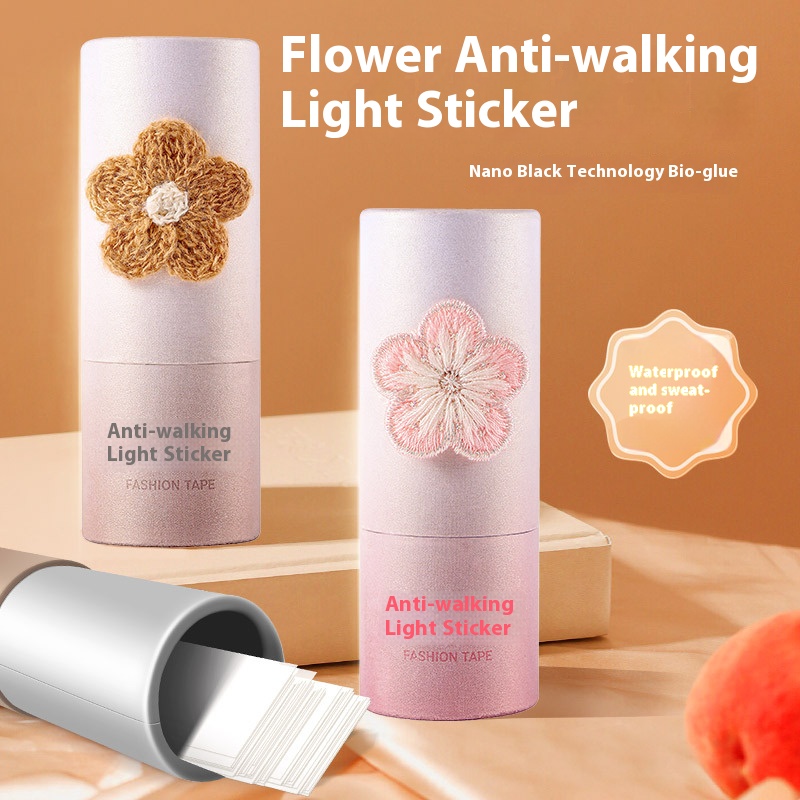 Flower Anti-walking
Light Sticker
Nano Black Technology Bio-glue
Waterproof
and sweat-
proof
Anti-walking
Light Sticker
FASHION TAPE
Anti-walking
Light Sticker
FASHION TAPE